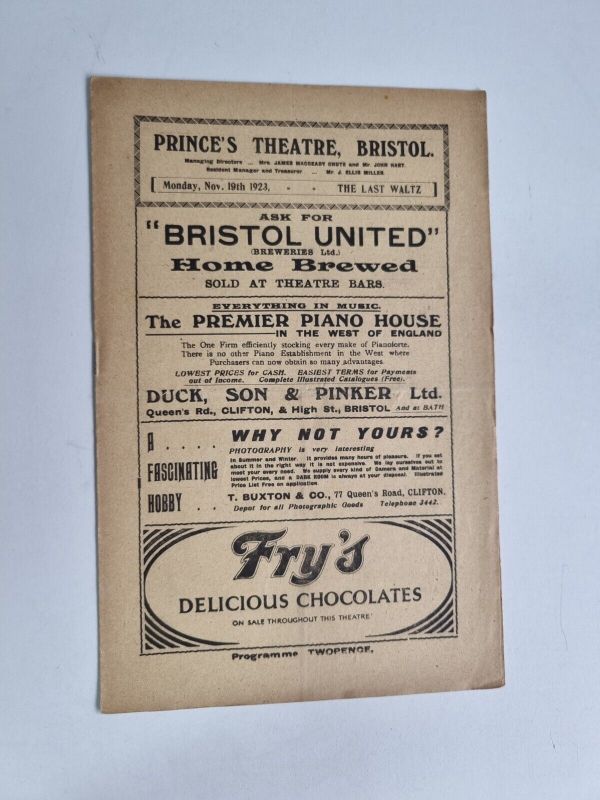 PRINCE'S THEATRE, BRISTOL.
Managing Directors ... Mrs. JAMES MACREADY CHUTE and Mr. JOHN HART.
Resident Manager and Treasurer ... Mr. J. ELLIS MILLER.
[ Monday, Nov. 19th 1923, - - THE LAST WALTZ ]
ASK FOR
"BRISTOL UNITED"
(BREWERIES Ltd.)
Home Brewed
SOLD AT THEATRE BARS.
EVERYTHING IN MUSIC.
The PREMIER PIANO HOUSE
IN THE WEST OF ENGLAND
The One Firm efficiently stocking every make of Pianoforte.
There is no other Piano Establishment in the West where
Purchasers can now obtain so many advantages.
LOWEST PRICES for CASH. EASIEST TERMS for Payments
out of Income. Complete Illustrated Catalogues (Free).
DUCK, SON & PINKER Ltd.
Queen's Rd., CLIFTON, & High St., BRISTOL And at BATH
A . . . .
FASCINATING
HOBBY . .
WHY NOT YOURS?
PHOTOGRAPHY is very interesting
in Summer and Winter. It provides many hours of pleasure. If you set
about it in the right way it is not expensive. We lay ourselves out to
meet your every need. We supply every kind of Camera and Material at
lowest Prices, and a DARK ROOM is always at your disposal. Illustrated
Price List Free on application.
T. BUXTON & CO., 77 Queen's Road, CLIFTON.
Depot for all Photographic Goods Telephone 3442.
Fry's
DELICIOUS CHOCOLATES
ON SALE THROUGHOUT THIS THEATRE
Programme TWOPENCE.